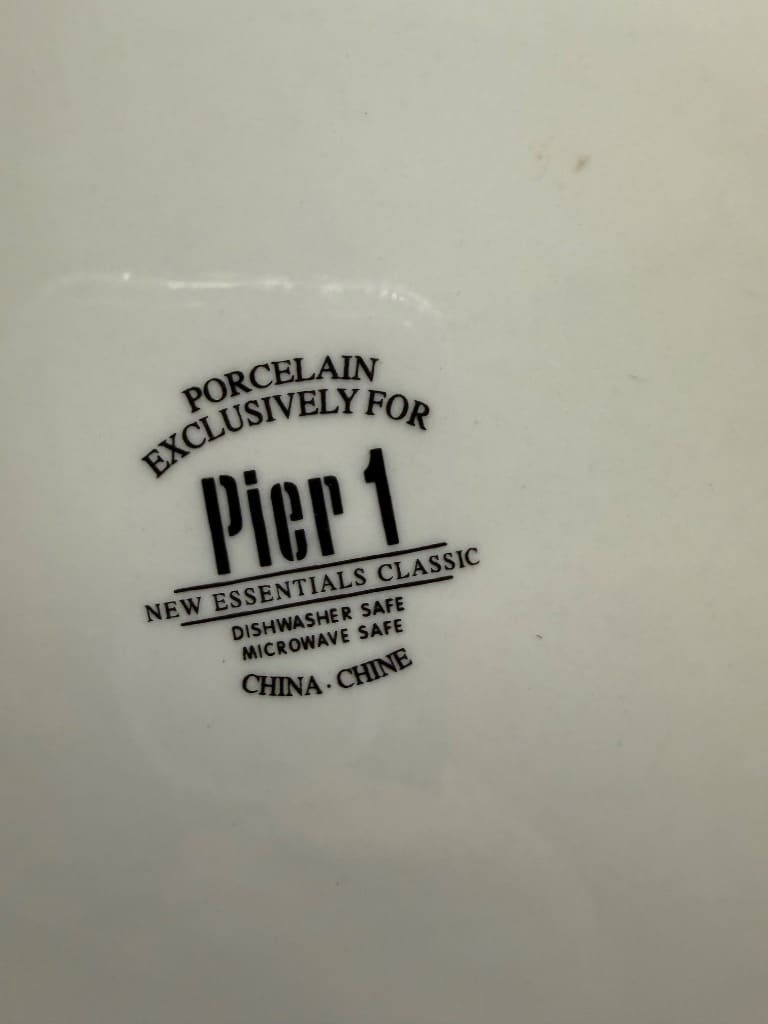 PORCELAIN
EXCLUSIVELY FOR
Pier 1
NEW ESSENTIALS CLASSIC
DISHWASHER SAFE
MICROWAVE SAFE
CHINA · CHINE